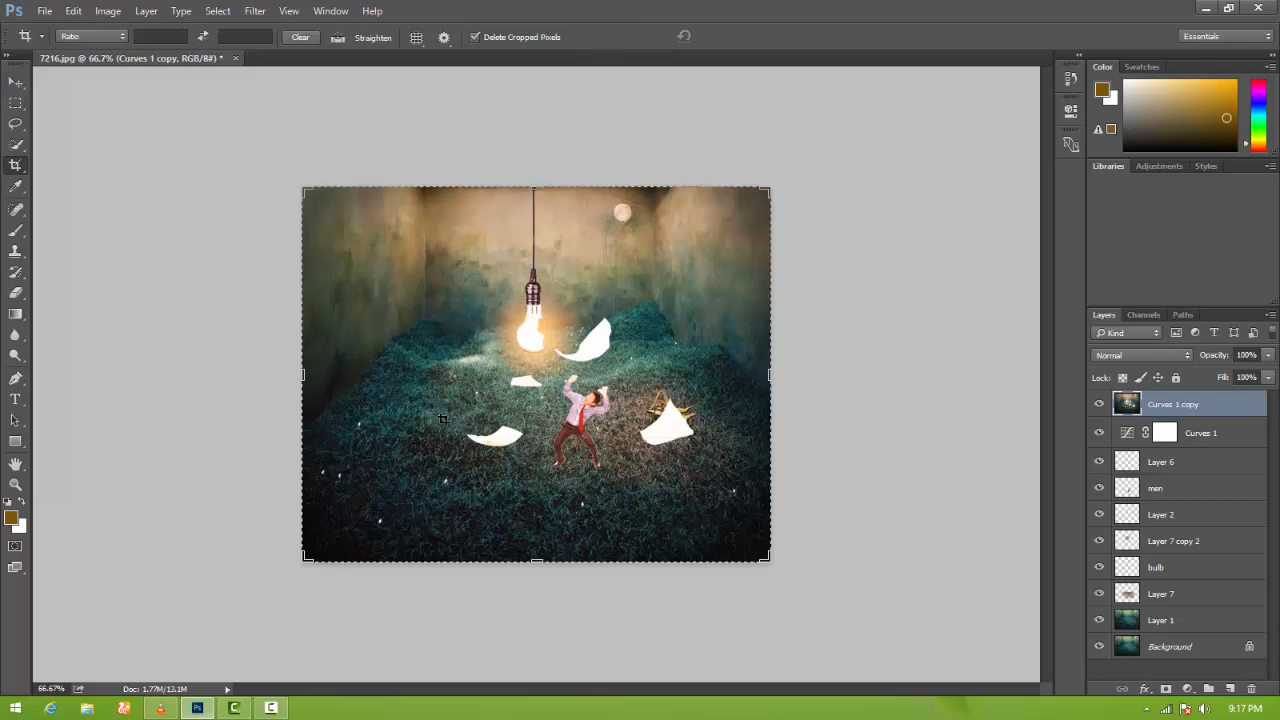 Ps File Edit Image Layer Type Select Filter View Window Help
Ratio Clear Straighten Delete Cropped Pixels Essentials
7216.jpg @ 66.7% (Curves 1 copy, RGB/8#) * ×
Color Swatches
Libraries Adjustments Styles
Layers Channels Paths
Kind
Normal Opacity: 100%
Lock: Fill: 100%
Curves 1 copy
Curves 1
Layer 6
men
Layer 2
Layer 7 copy 2
bulb
Layer 7
Layer 1
Background
66.67% Doc: 1.77M/13.1M
9:17 PM